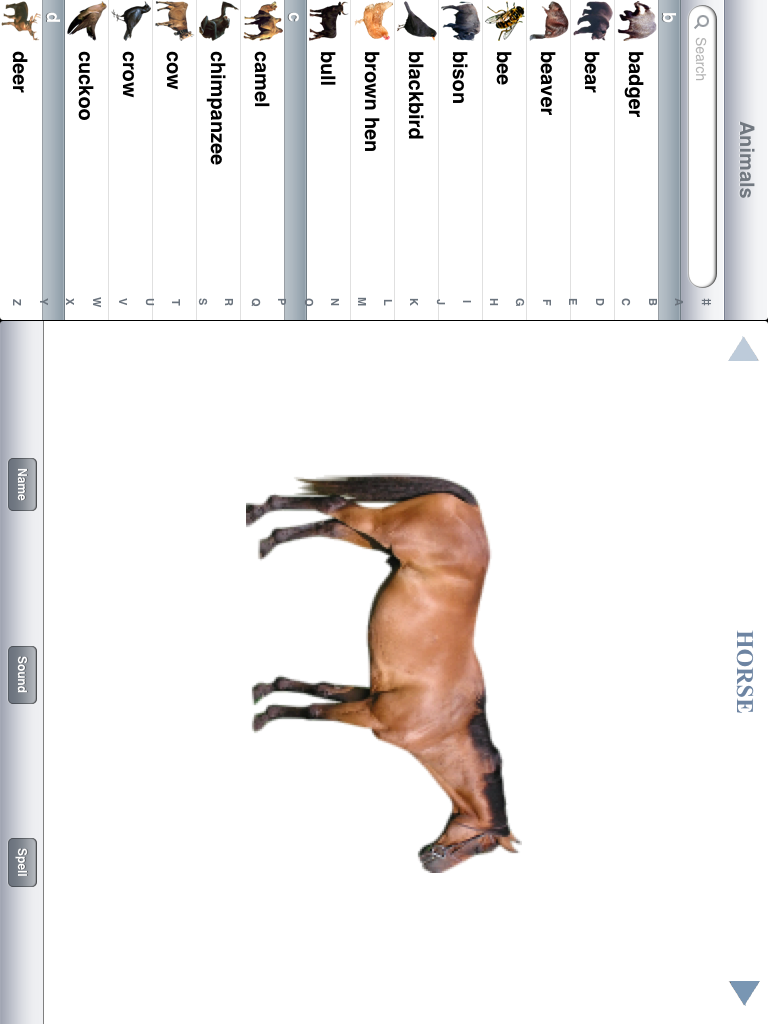 Animals
Search
b
badger
bear
beaver
bee
bison
blackbird
brown hen
bull
c
camel
chimpanzee
cow
crow
cuckoo
d
deer
#
A
B
C
D
E
F
G
H
I
J
K
L
M
N
O
P
Q
R
S
T
U
V
W
X
Y
Z
HORSE
Name
Sound
Spell